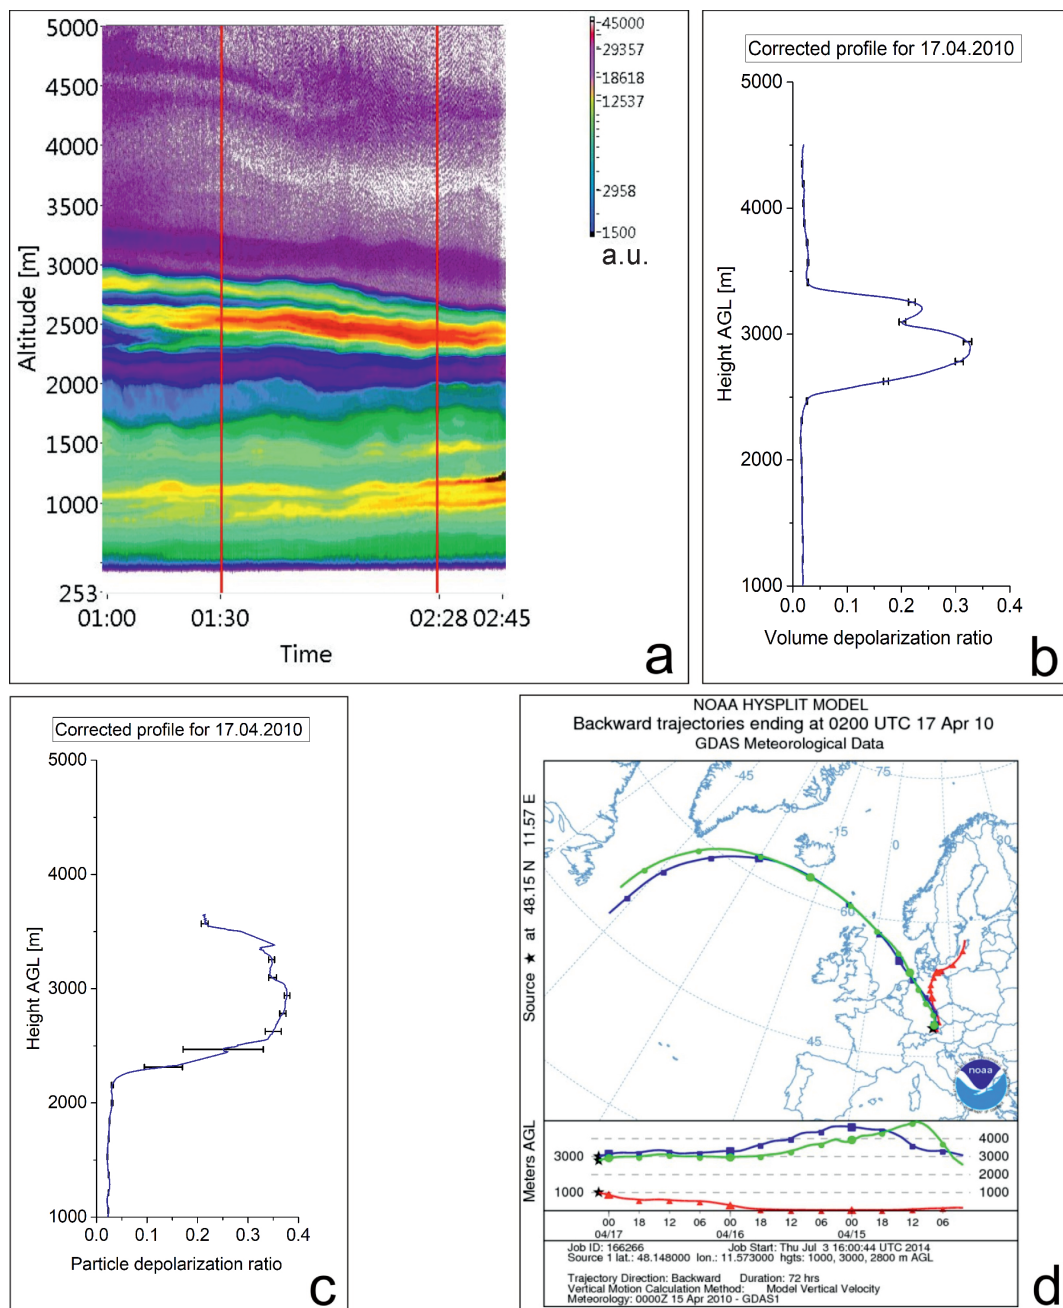 5000
4500
4000
3500
3000
2500
2000
1500
1000
253
Altitude [m]
01:00
01:30
02:28
02:45
Time
45000
29357
18618
12537
2958
1500
a.u.
a
Corrected profile for 17.04.2010
5000
4000
3000
2000
1000
Height AGL [m]
0.0
0.1
0.2
0.3
0.4
Volume depolarization ratio
b
Corrected profile for 17.04.2010
5000
4000
3000
2000
1000
Height AGL [m]
0.0
0.1
0.2
0.3
0.4
Particle depolarization ratio
c
NOAA HYSPLIT MODEL
Backward trajectories ending at 0200 UTC 17 Apr 10
GDAS Meteorological Data
Source ★ at 48.15 N 11.57 E
-45
75
-15
0
30
60
45
noaa
Meters AGL
3000
1000
4000
3000
2000
1000
00 18 12 06 00 18 12 06 00 18 12 06
04/17 04/16 04/15
Job ID: 166266 Job Start: Thu Jul 3 16:00:44 UTC 2014
Source 1 lat.: 48.148000 lon.: 11.573000 hgts: 1000, 3000, 2800 m AGL
Trajectory Direction: Backward Duration: 72 hrs
Vertical Motion Calculation Method: Model Vertical Velocity
Meteorology: 0000Z 15 Apr 2010 - GDAS1
d